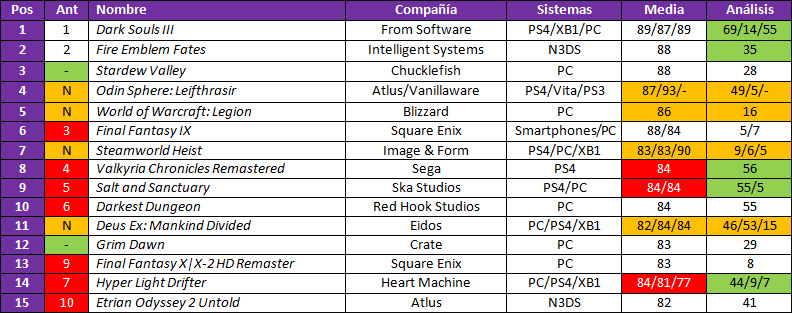 Pos Ant Nombre Compañía Sistemas Media Análisis
1 1 Dark Souls III From Software PS4/XB1/PC 89/87/89 69/14/55
2 2 Fire Emblem Fates Intelligent Systems N3DS 88 35
3 - Stardew Valley Chucklefish PC 88 28
4 N Odin Sphere: Leifthrasir Atlus/Vanillaware PS4/Vita/PS3 87/93/- 49/5/-
5 N World of Warcraft: Legion Blizzard PC 86 16
6 3 Final Fantasy IX Square Enix Smartphones/PC 88/84 5/7
7 N Steamworld Heist Image & Form PS4/PC/XB1 83/83/90 9/6/5
8 4 Valkyria Chronicles Remastered Sega PS4 84 56
9 5 Salt and Sanctuary Ska Studios PS4/PC 84/84 55/5
10 6 Darkest Dungeon Red Hook Studios PC 84 55
11 N Deus Ex: Mankind Divided Eidos PC/PS4/XB1 82/84/84 46/53/15
12 - Grim Dawn Crate PC 83 29
13 9 Final Fantasy X|X-2 HD Remaster Square Enix PC 83 8
14 7 Hyper Light Drifter Heart Machine PC/PS4/XB1 84/81/77 44/9/7
15 10 Etrian Odyssey 2 Untold Atlus N3DS 82 41